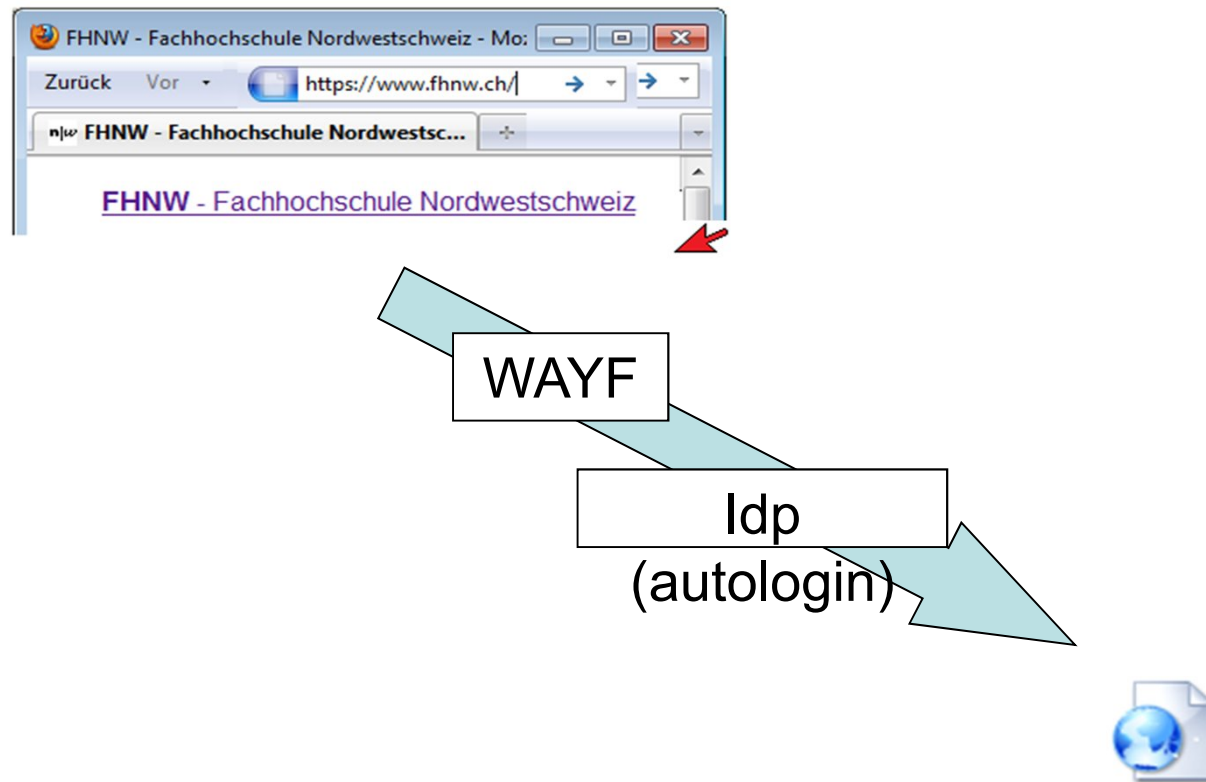 FHNW - Fachhochschule Nordwestschweiz - Mo:
Zurück Vor https://www.fhnw.ch/
n|w FHNW - Fachhochschule Nordwestsc...
FHNW - Fachhochschule Nordwestschweiz
WAYF
Idp
(autologin)